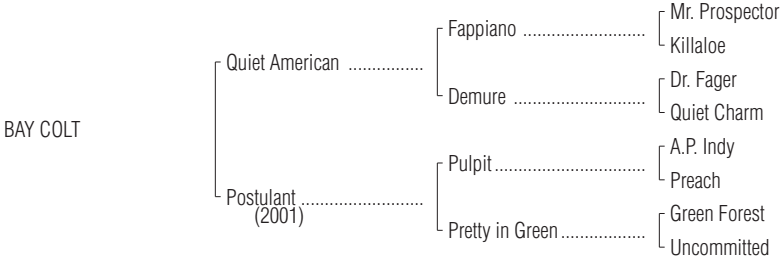 Mr. Prospector
Fappiano ..........................
Killaloe
Quiet American ................
Dr. Fager
Demure ............................
Quiet Charm
BAY COLT
A.P. Indy
Pulpit................................
Preach
Postulant ..........................
(2001)
Green Forest
Pretty in Green..................
Uncommitted